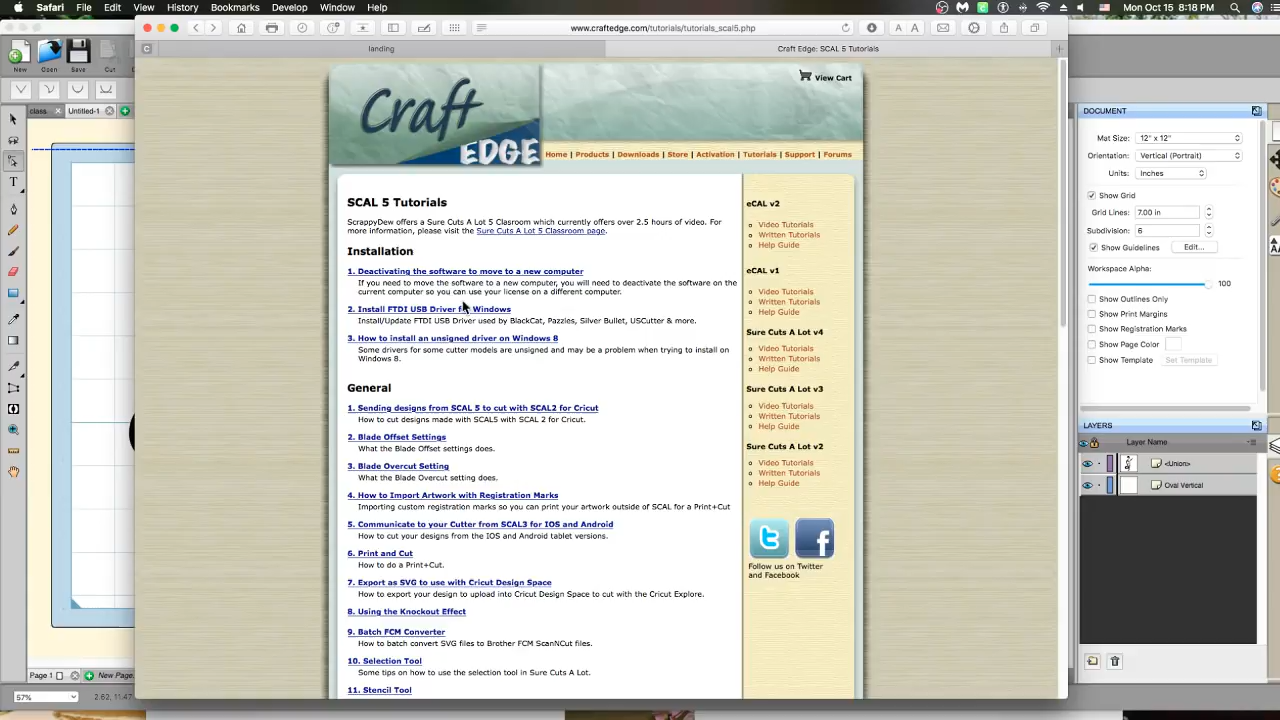 History Bookmarks Develop Window Help
Mon Oct 15 8:18 PM
www.craftedge.com/tutorials/tutorials_scal5.php
A A
landing
Craft Edge: SCAL 5 Tutorials
New Open Save Cut
class Untitled-1
View Cart
Craft
EDGE
Home | Products | Downloads | Store | Activation | Tutorials | Support | Forums
SCAL 5 Tutorials
ScrappyDew offers a Sure Cuts A Lot 5 Clasroom which currently offers over 2.5 hours of video. For
more information, please visit the Sure Cuts A Lot 5 Classroom page.
Installation
1. Deactivating the software to move to a new computer
If you need to move the software to a new computer, you will need to deactivate the software on the
current computer so you can use your license on a different computer.
2. Install FTDI USB Driver for Windows
Install/Update FTDI USB Driver used by BlackCat, Pazzles, Silver Bullet, USCutter & more.
3. How to install an unsigned driver on Windows 8
Some drivers for some cutter models are unsigned and may be a problem when trying to install on
Windows 8.
General
1. Sending designs from SCAL 5 to cut with SCAL2 for Cricut
How to cut designs made with SCAL5 with SCAL 2 for Cricut.
2. Blade Offset Settings
What the Blade Offset settings does.
3. Blade Overcut Setting
What the Blade Overcut setting does.
4. How to Import Artwork with Registration Marks
Importing custom registration marks so you can print your artwork outside of SCAL for a Print+Cut
5. Communicate to your Cutter from SCAL3 for IOS and Android
How to cut your designs from the IOS and Android tablet versions.
6. Print and Cut
How to do a Print+Cut.
7. Export as SVG to use with Cricut Design Space
How to export your design to upload into Cricut Design Space to cut with the Cricut Explore.
8. Using the Knockout Effect
9. Batch FCM Converter
How to batch convert SVG files to Brother FCM ScanNCut files.
10. Selection Tool
Some tips on how to use the selection tool in Sure Cuts A Lot.
11. Stencil Tool
eCAL v2
Video Tutorials
Written Tutorials
Help Guide
eCAL v1
Video Tutorials
Written Tutorials
Help Guide
Sure Cuts A Lot v4
Video Tutorials
Written Tutorials
Help Guide
Sure Cuts A Lot v3
Video Tutorials
Written Tutorials
Help Guide
Sure Cuts A Lot v2
Video Tutorials
Written Tutorials
Help Guide
Follow us on Twitter
and Facebook
DOCUMENT
Mat Size: 12" x 12"
Orientation: Vertical (Portrait)
Units: Inches
Show Grid
Grid Lines: 7.00 in
Subdivision: 6
Show Guidelines Edit...
Workspace Alpha:
100
Show Outlines Only
Show Print Margins
Show Registration Marks
Show Page Color
Show Template Set Template
LAYERS
Layer Name
<Union>
Oval Vertical
Page 1 New Page
57% 2.62, 11.47